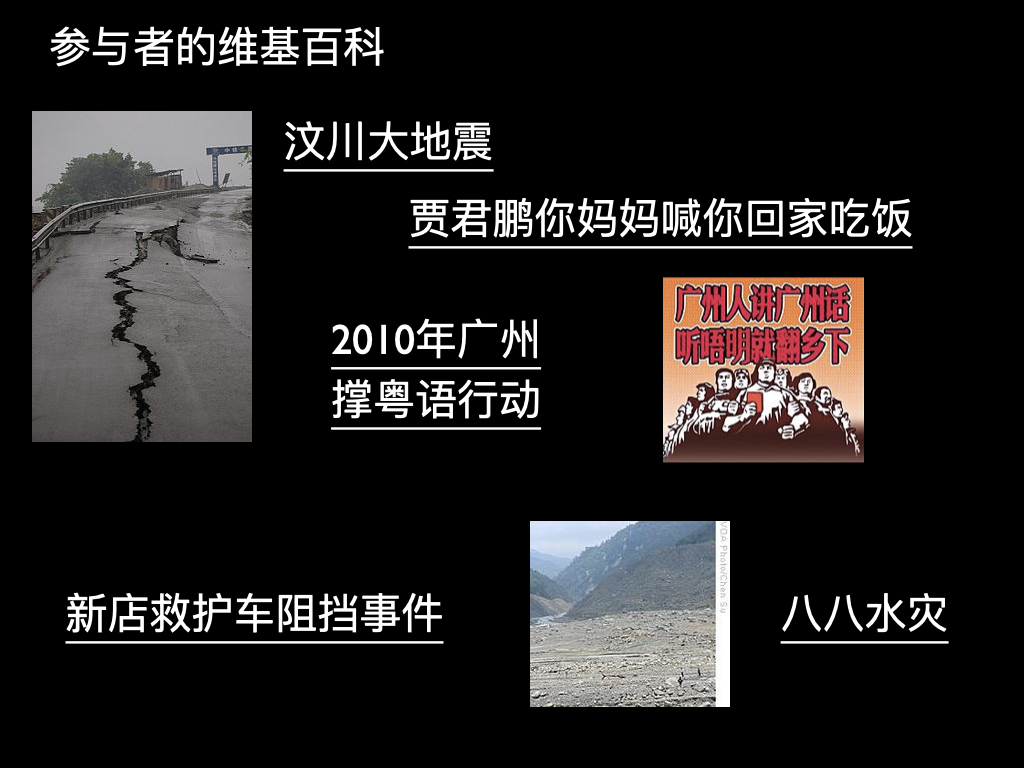 参与者的维基百科
汶川大地震
贾君鹏你妈妈喊你回家吃饭
2010年广州
撑粤语行动
广州人讲广州话
听唔明就翻乡下
新店救护车阻挡事件
VOA Photo/Chen Su
八八水灾